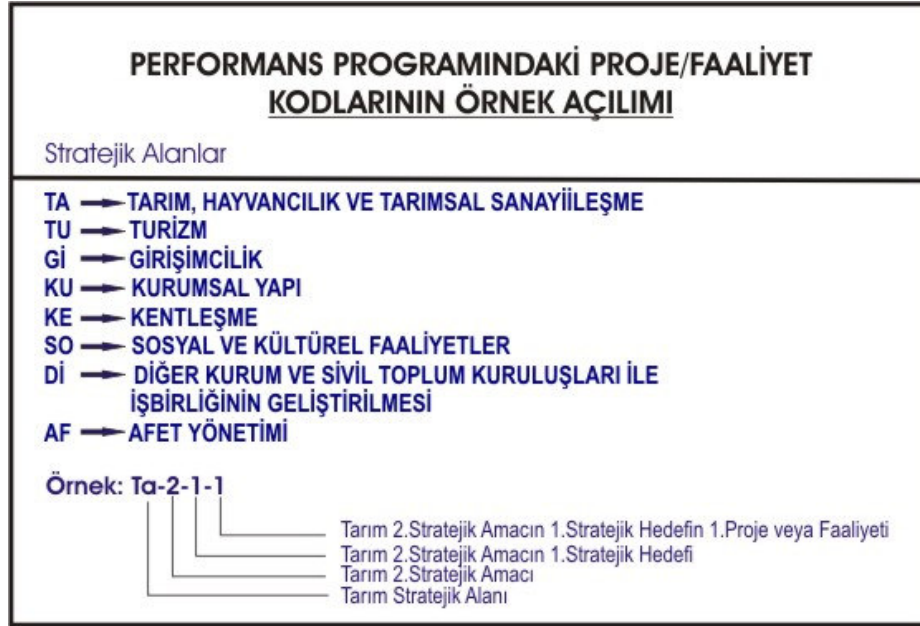 PERFORMANS PROGRAMINDAKİ PROJE/FAALİYET
KODLARININ ÖRNEK AÇILIMI
Stratejik Alanlar
TA TARIM, HAYVANCILIK VE TARIMSAL SANAYİİLEŞME
TU TURİZM
Gİ GİRİŞİMCİLİK
KU KURUMSAL YAPI
KE KENTLEŞME
SO SOSYAL VE KÜLTÜREL FAALİYETLER
Dİ DİĞER KURUM VE SİVİL TOPLUM KURULUŞLARI İLE
İŞBİRLİĞİNİN GELİŞTİRİLMESİ
AF AFET YÖNETİMİ
Örnek: Ta-2-1-1
Tarım 2.Stratejik Amacın 1.Stratejik Hedefin 1.Proje veya Faaliyeti
Tarım 2.Stratejik Amacın 1.Stratejik Hedefi
Tarım 2.Stratejik Amacı
Tarım Stratejik Alanı